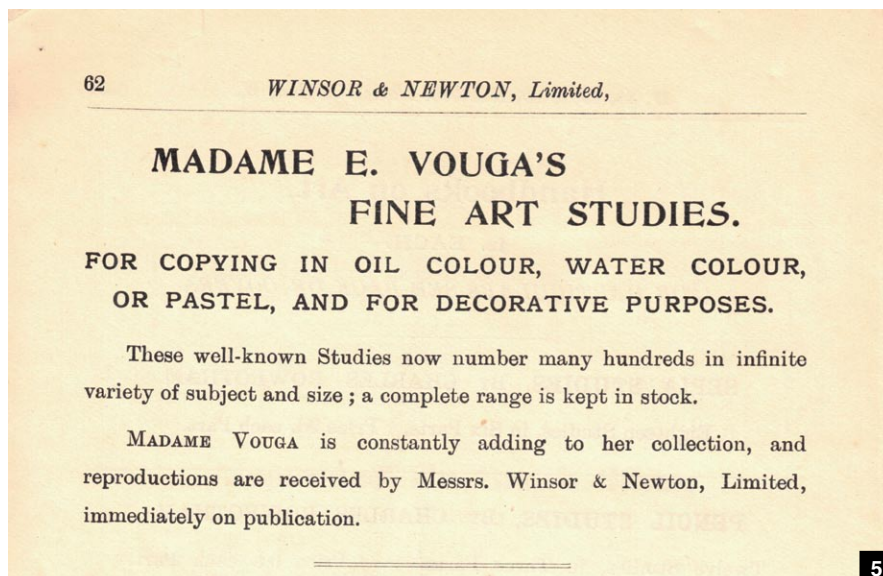 62 WINSOR & NEWTON, Limited,
MADAME E. VOUGA'S
FINE ART STUDIES.
FOR COPYING IN OIL COLOUR, WATER COLOUR,
OR PASTEL, AND FOR DECORATIVE PURPOSES.
These well-known Studies now number many hundreds in infinite
variety of subject and size ; a complete range is kept in stock.
MADAME VOUGA is constantly adding to her collection, and
reproductions are received by Messrs. Winsor & Newton, Limited,
immediately on publication.
5